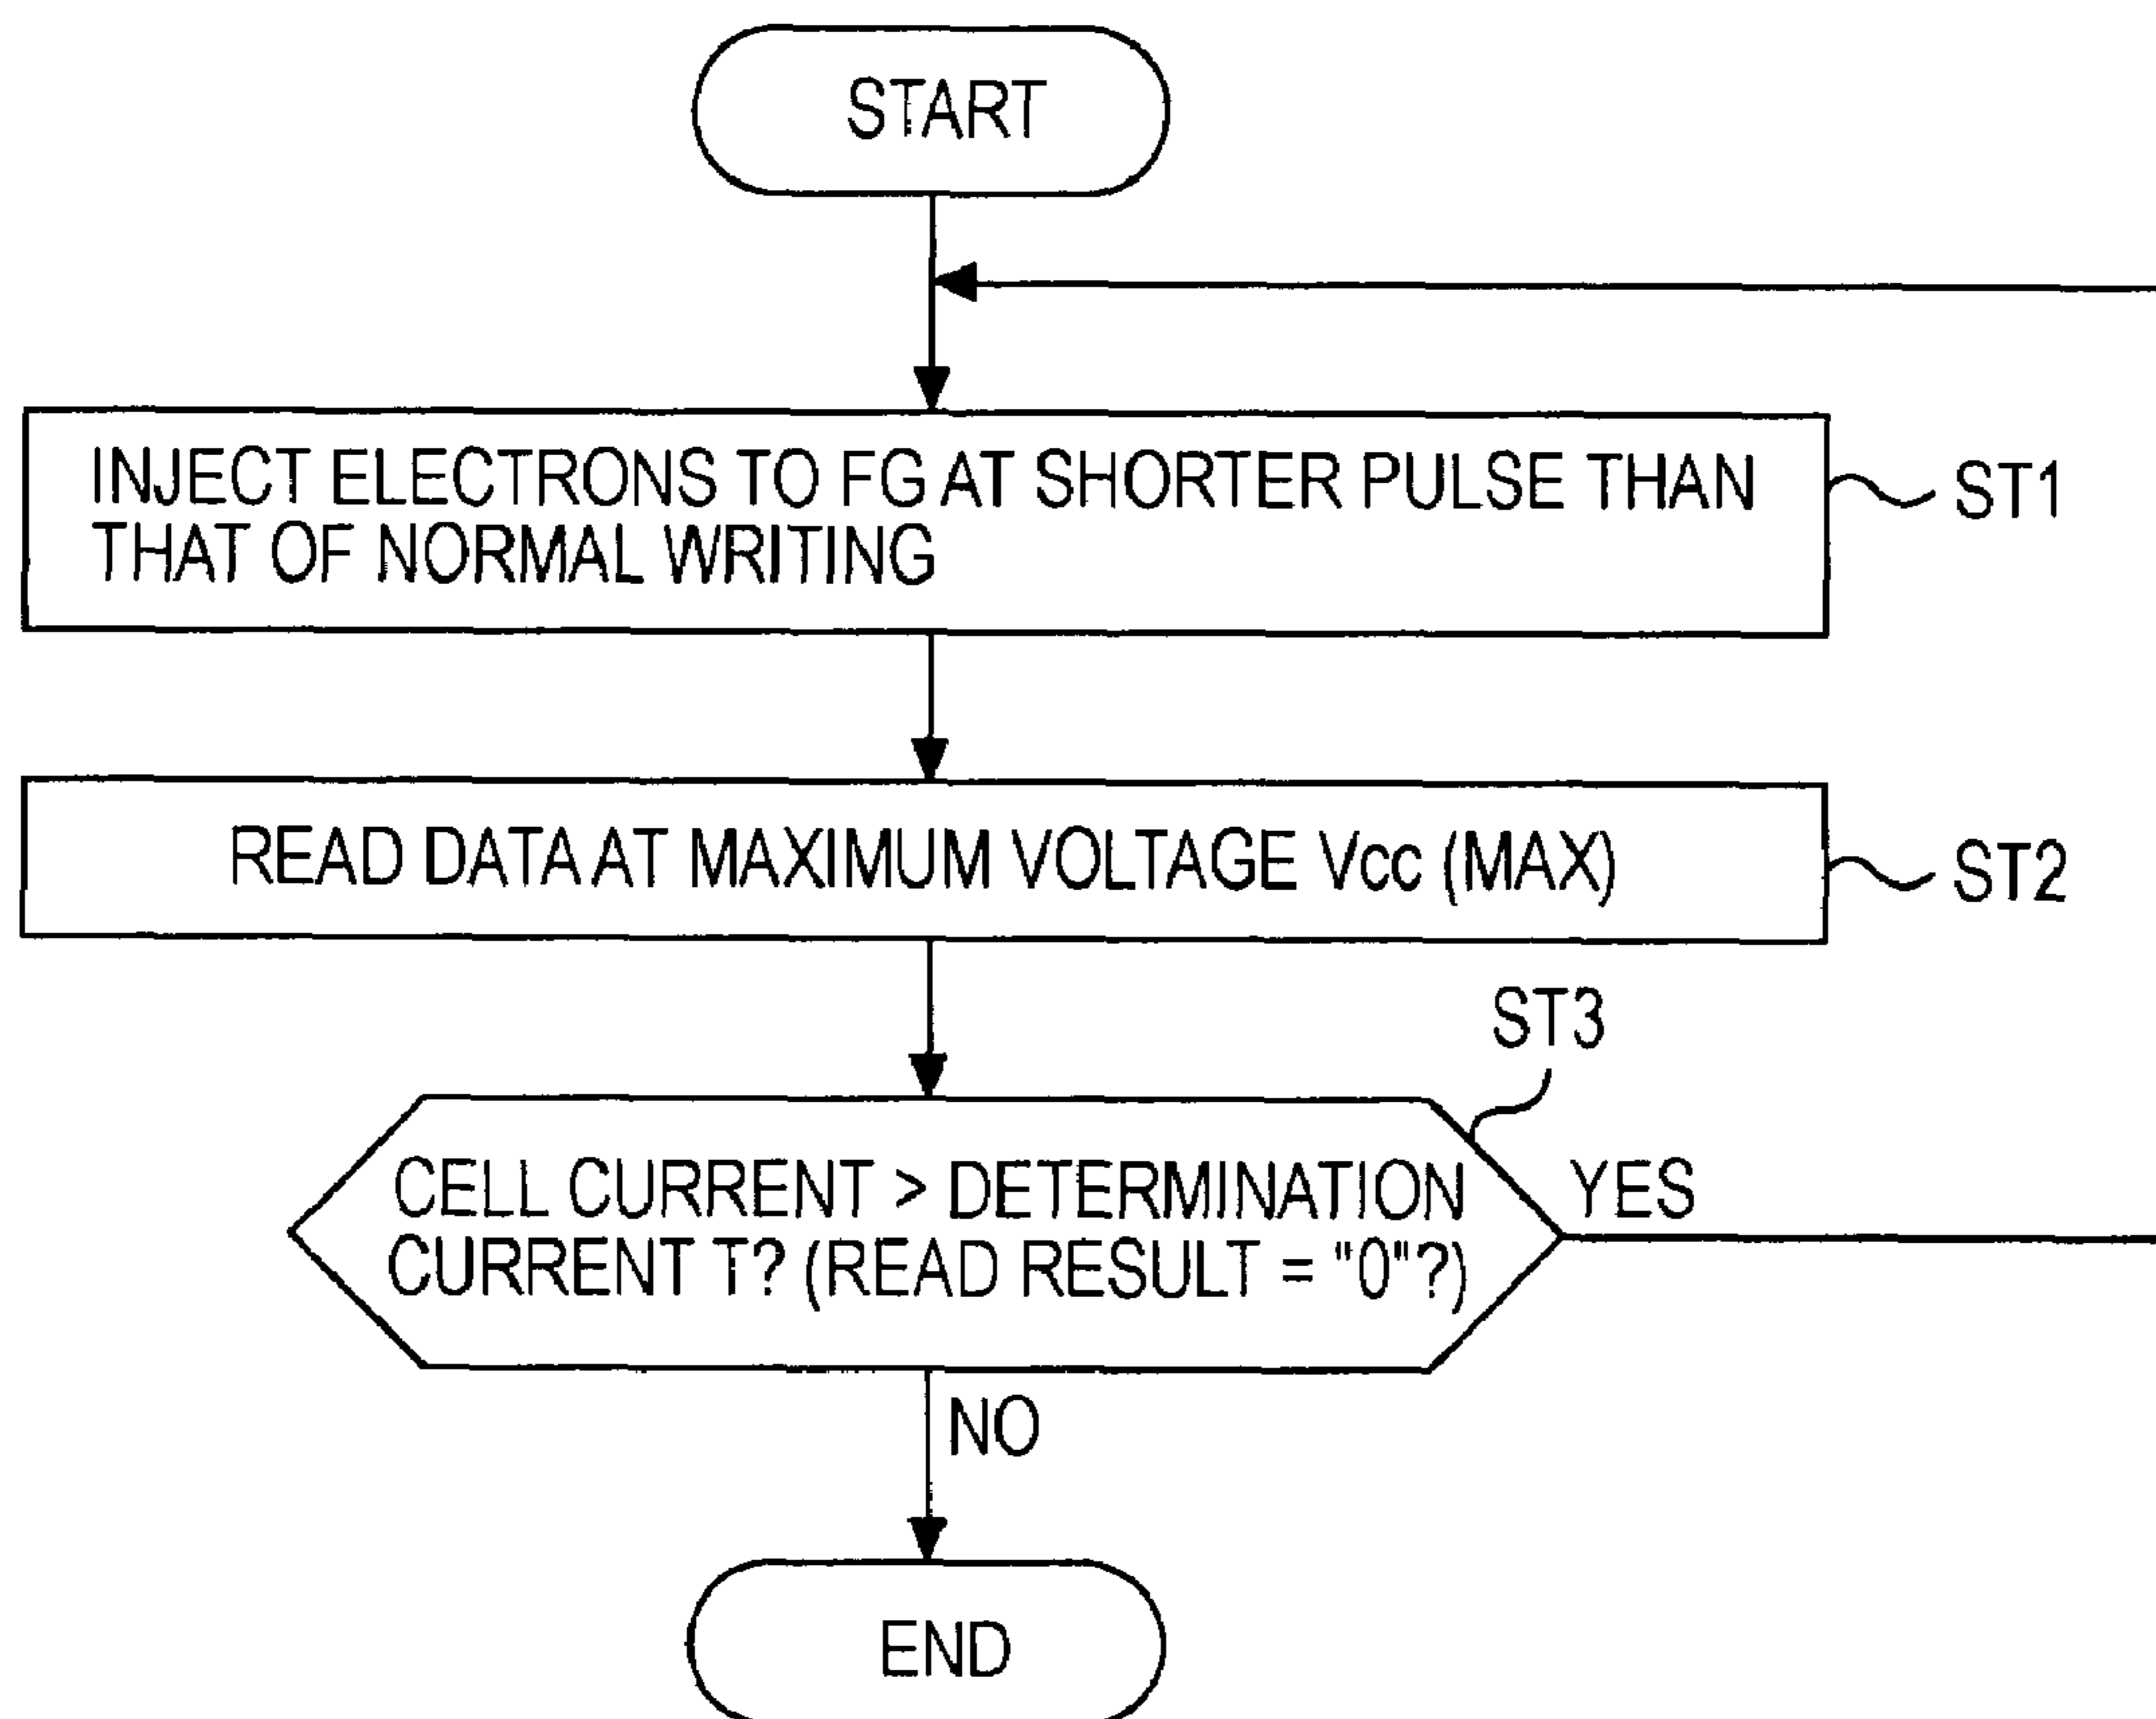 START
INJECT ELECTRONS TO FG AT SHORTER PULSE THAN
THAT OF NORMAL WRITING
ST1
READ DATA AT MAXIMUM VOLTAGE Vcc (MAX)
ST2
ST3
CELL CURRENT > DETERMINATION
CURRENT T? (READ RESULT = "0"?)
YES
NO
END